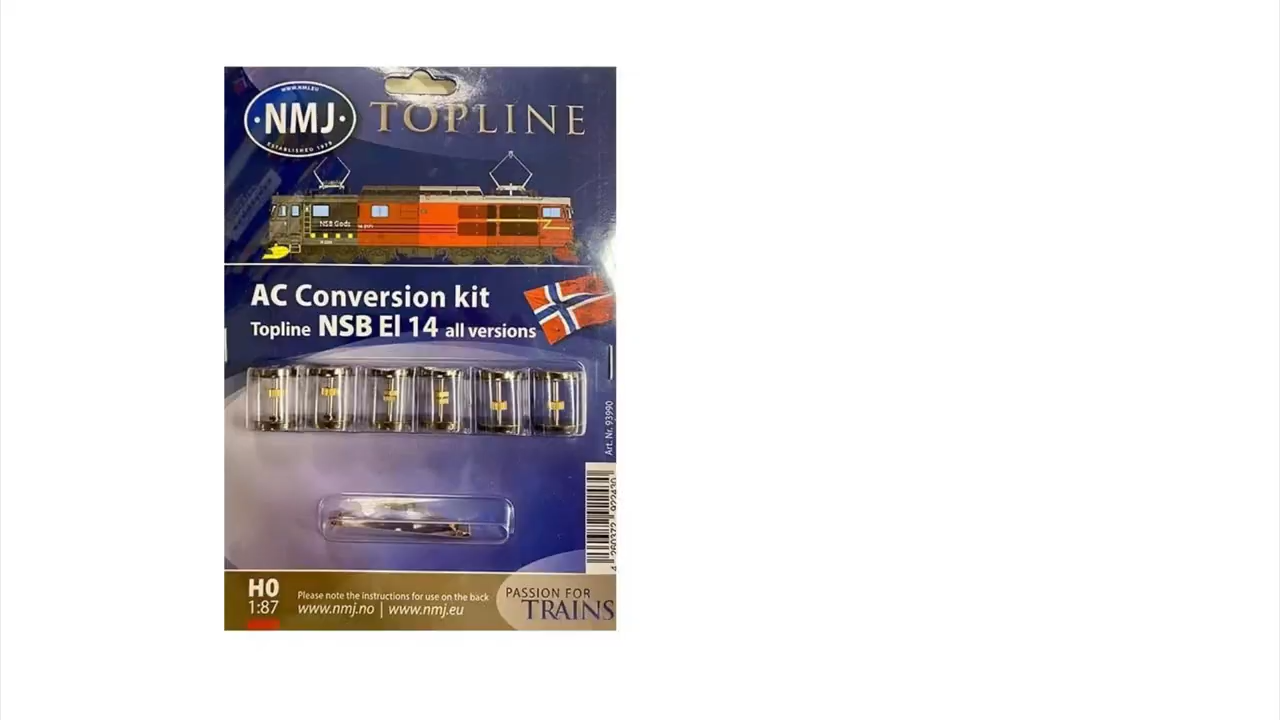 WWW.NMJ.EU
NMJ
ESTABLISHED 1979
TOPLINE
NSB Gods
AC Conversion kit
Topline NSB El 14 all versions
Art. Nr. 93990
H0
1:87
Please note the instructions for use on the back
www.nmj.no | www.nmj.eu
PASSION FOR
TRAINS